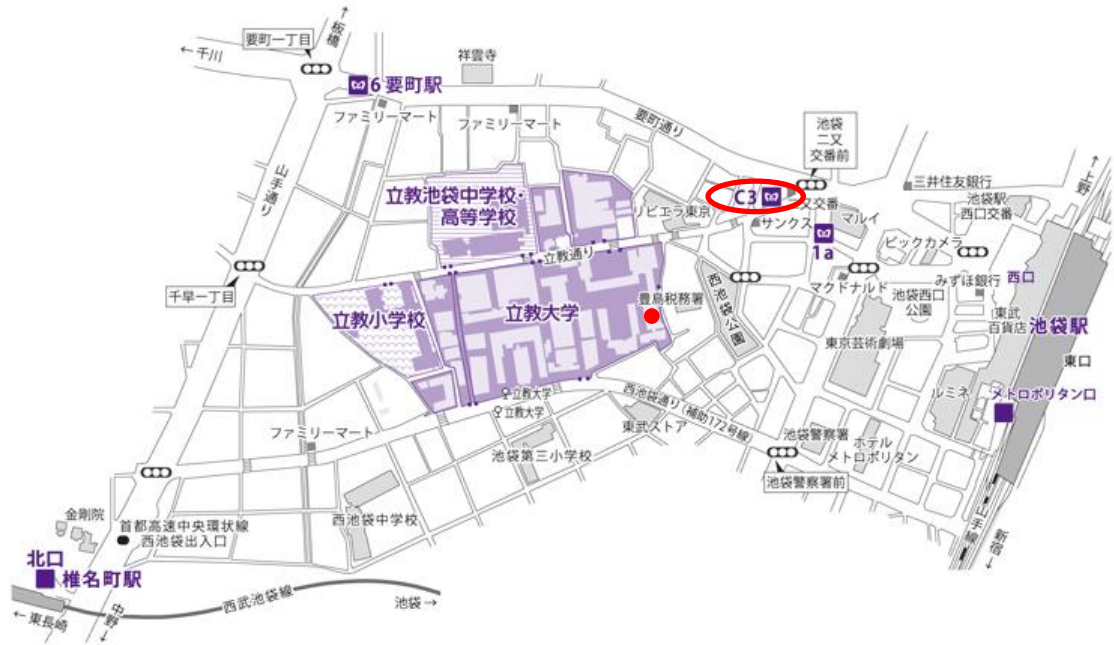 ↑板橋
要町一丁目
← 千川
6 要町駅
祥雲寺
ファミリーマート
ファミリーマート
要町通り
池袋
二又
交番前
山手通り
立教池袋中学校・
高等学校
C3
二又交番
三井住友銀行
↑上野
池袋駅
西口交番
リビエラ東京
サンクス
マルイ
1a
ビックカメラ
立教通り
千早一丁目
マクドナルド
みずほ銀行
西口
池袋西口
公園
立教小学校
立教大学
豊島税務署
西池袋公園
東武
百貨店
池袋駅
東口
東京芸術劇場
ルミネ
メトロポリタン口
立教大学
立教大学
西池袋通り(補助172号線)
東武ストア
ファミリーマート
池袋第三小学校
池袋警察署
ホテル
メトロポリタン
池袋警察署前
西池袋中学校
金剛院
首都高速中央環状線
西池袋出入口
山手線
新宿→
北口
椎名町駅
西武池袋線
池袋 →
← 東長崎
中野→